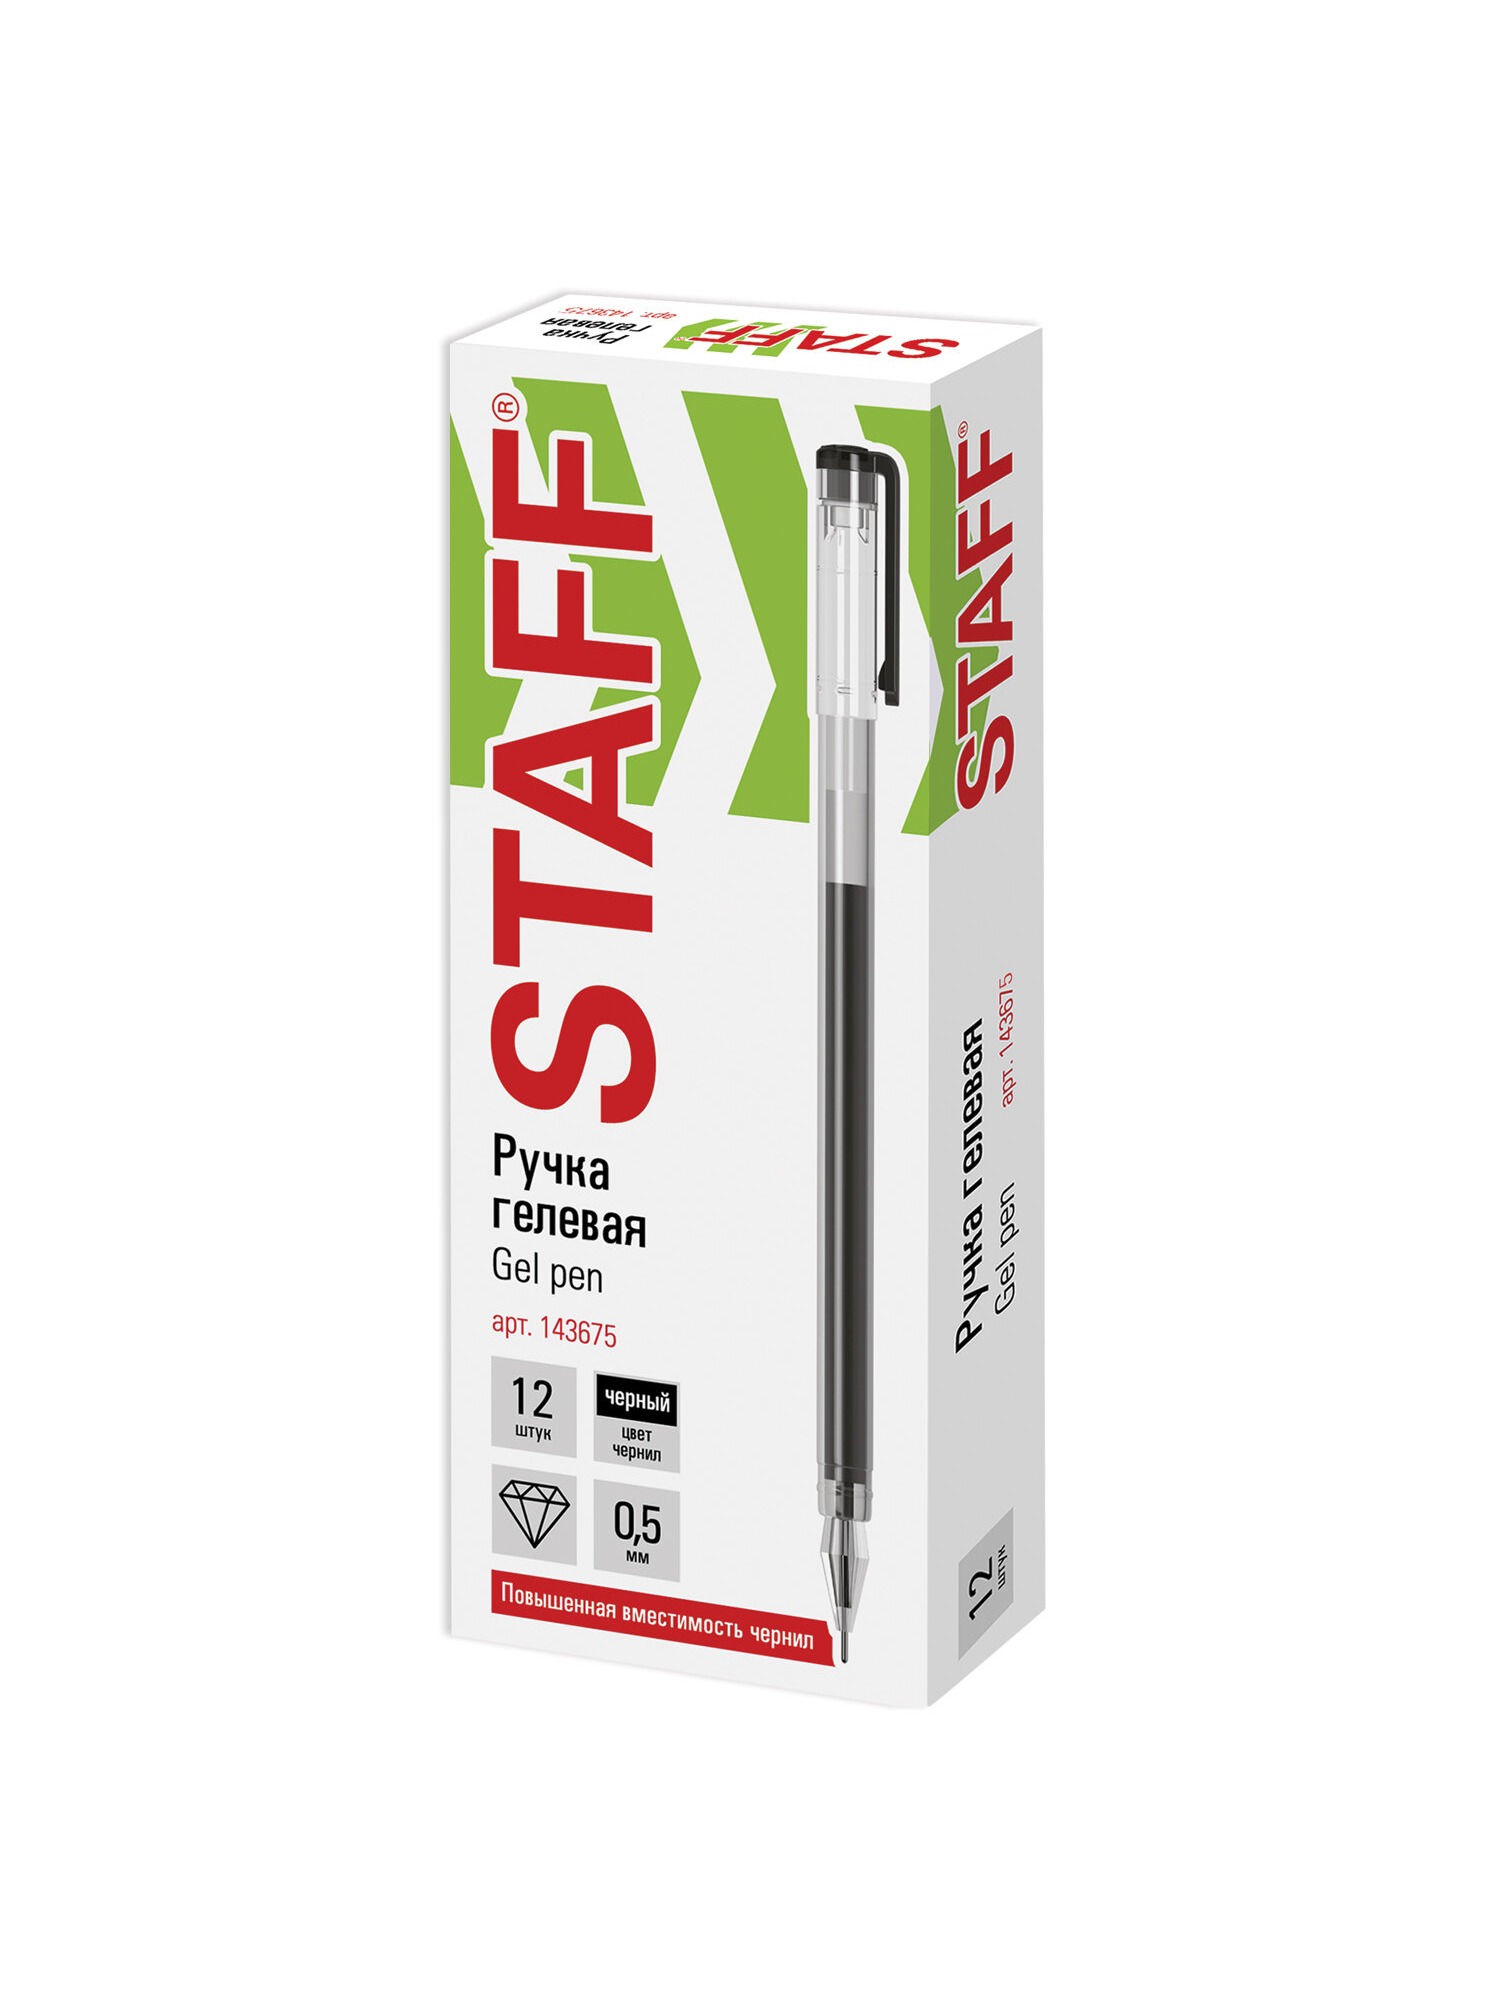 Ручка
гелевая
арт. 143675
STAFF
STAFF®
Ручка
гелевая
Gel pen
арт. 143675
12
штук
черный
цвет
чернил
0,5
мм
Повышенная вместимость чернил
STAFF®
Ручка гелевая
Gel pen
арт. 143675
12
штук